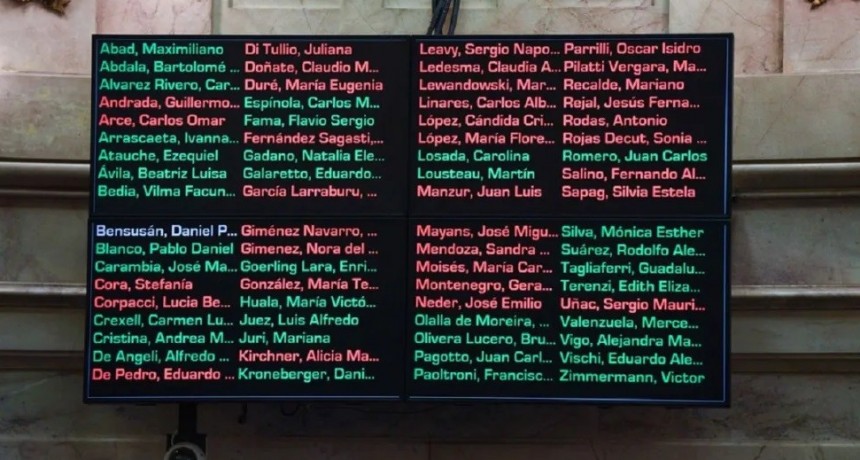 Abad, Maximiliano
Abdala, Bartolomé ...
Alvarez Rivero, Car...
Andrada, Guillermo...
Arce, Carlos Omar
Arrascaeta, Ivanna...
Atauche, Ezequiel
Ávila, Beatriz Luisa
Bedia, Vilma Facun...
Di Tullio, Juliana
Doñate, Claudio M...
Duré, María Eugenia
Espínola, Carlos M...
Fama, Flavio Sergio
Fernández Sagasti,...
Gadano, Natalia Ele...
Galaretto, Eduardo...
García Larraburu, ...
Leavy, Sergio Napo...
Ledesma, Claudia A...
Lewandowski, Mar...
Linares, Carlos Alb...
López, Cándida Cri...
López, María Flore...
Losada, Carolina
Lousteau, Martín
Manzur, Juan Luis
Parrilli, Oscar Isidro
Pilatti Vergara, Ma...
Recalde, Mariano
Rejal, Jesús Ferna...
Rodas, Antonio
Rojas Decut, Sonia ...
Romero, Juan Carlos
Salino, Fernando Al...
Sapag, Silvia Estela
Bensusán, Daniel P...
Blanco, Pablo Daniel
Carambia, José Ma...
Cora, Stefanía
Corpacci, Lucia Be...
Crexell, Carmen Lu...
Cristina, Andrea M...
De Angeli, Alfredo ...
De Pedro, Eduardo ...
Giménez Navarro, ...
Gimenez, Nora del ...
Goerling Lara, Enri...
González, María Te...
Huala, María Victó...
Juez, Luis Alfredo
Juri, Mariana
Kirchner, Alicia Ma...
Kroneberger, Dani...
Mayans, José Migu...
Mendoza, Sandra ...
Moisés, María Car...
Montenegro, Gera...
Neder, José Emilio
Olalla de Moreira, ...
Olivera Lucero, Bru...
Pagotto, Juan Carl...
Paoltroni, Francisc...
Silva, Mónica Esther
Suárez, Rodolfo Ale...
Tagliaferri, Guadalu...
Terenzi, Edith Eliza...
Uñac, Sergio Mauri...
Valenzuela, Merce...
Vigo, Alejandra Ma...
Vischi, Eduardo Ale...
Zimmermann, Victor